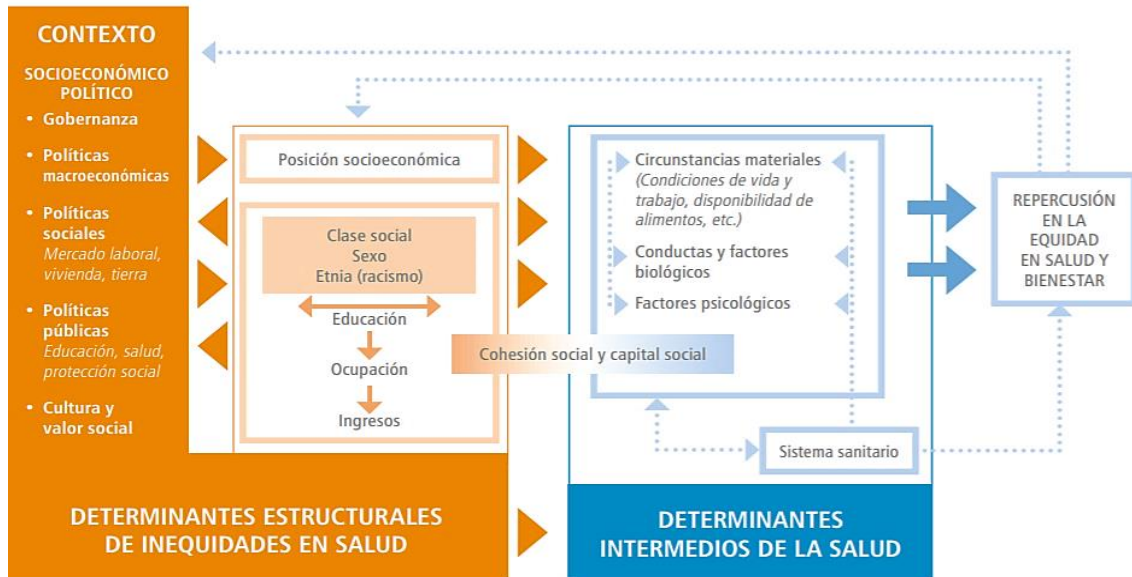 CONTEXTO
SOCIOECONÓMICO
POLÍTICO
• Gobernanza
• Políticas
macroeconómicas
• Políticas
sociales
Mercado laboral,
vivienda, tierra
• Políticas
públicas
Educación, salud,
protección social
• Cultura y
valor social
Posición socioeconómica
Clase social
Sexo
Etnia (racismo)
Educación
Ocupación
Ingresos
Cohesión social y capital social
Circunstancias materiales
(Condiciones de vida y
trabajo, disponibilidad de
alimentos, etc.)
Conductas y factores
biológicos
Factores psicológicos
Sistema sanitario
REPERCUSIÓN
EN LA
EQUIDAD
EN SALUD Y
BIENESTAR
DETERMINANTES ESTRUCTURALES
DE INEQUIDADES EN SALUD
DETERMINANTES
INTERMEDIOS DE LA SALUD